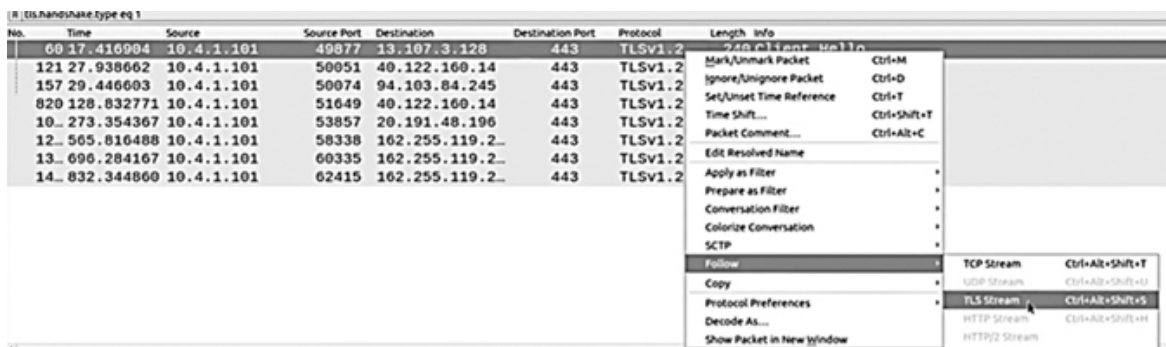 tls.handshake.type eq 1
No. Time Source Source Port Destination Destination Port Protocol Length Info
60 17.416904 10.4.1.101 49877 13.107.3.128 443 TLSv1.2 240 Client Hello
121 27.938662 10.4.1.101 50051 40.122.160.14 443 TLSv1.2
157 29.446603 10.4.1.101 50074 94.103.84.245 443 TLSv1.2
820 128.832771 10.4.1.101 51649 40.122.160.14 443 TLSv1.2
10… 273.354367 10.4.1.101 53857 20.191.48.196 443 TLSv1.2
12… 565.816488 10.4.1.101 58338 162.255.119.2… 443 TLSv1.2
13… 696.284167 10.4.1.101 60335 162.255.119.2… 443 TLSv1.2
14… 832.344860 10.4.1.101 62415 162.255.119.2… 443 TLSv1.2
Mark/Unmark Packet Ctrl+M
Ignore/Unignore Packet Ctrl+D
Set/Unset Time Reference Ctrl+T
Time Shift... Ctrl+Shift+T
Packet Comment... Ctrl+Alt+C
Edit Resolved Name
Apply as Filter
Prepare as Filter
Conversation Filter
Colorize Conversation
SCTP
Follow
TCP Stream Ctrl+Alt+Shift+T
UDP Stream Ctrl+Alt+Shift+U
TLS Stream Ctrl+Alt+Shift+S
HTTP Stream Ctrl+Alt+Shift+H
HTTP/2 Stream
Copy
Protocol Preferences
Decode As...
Show Packet in New Window